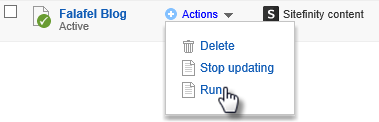 Falafel Blog Actions S Sitefinity content
Active
Delete
Stop updating
Run